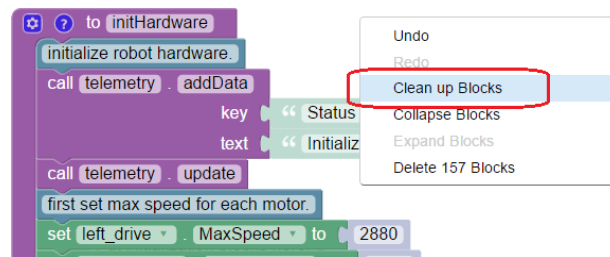 to initHardware
initialize robot hardware.
call telemetry . addData
key “ Status
text “
call telemetry . update
first set max speed for each motor.
set left_drive . MaxSpeed to 2880
Undo
Redo
Clean up Blocks
Collapse Blocks
Expand Blocks
Delete 157 Blocks